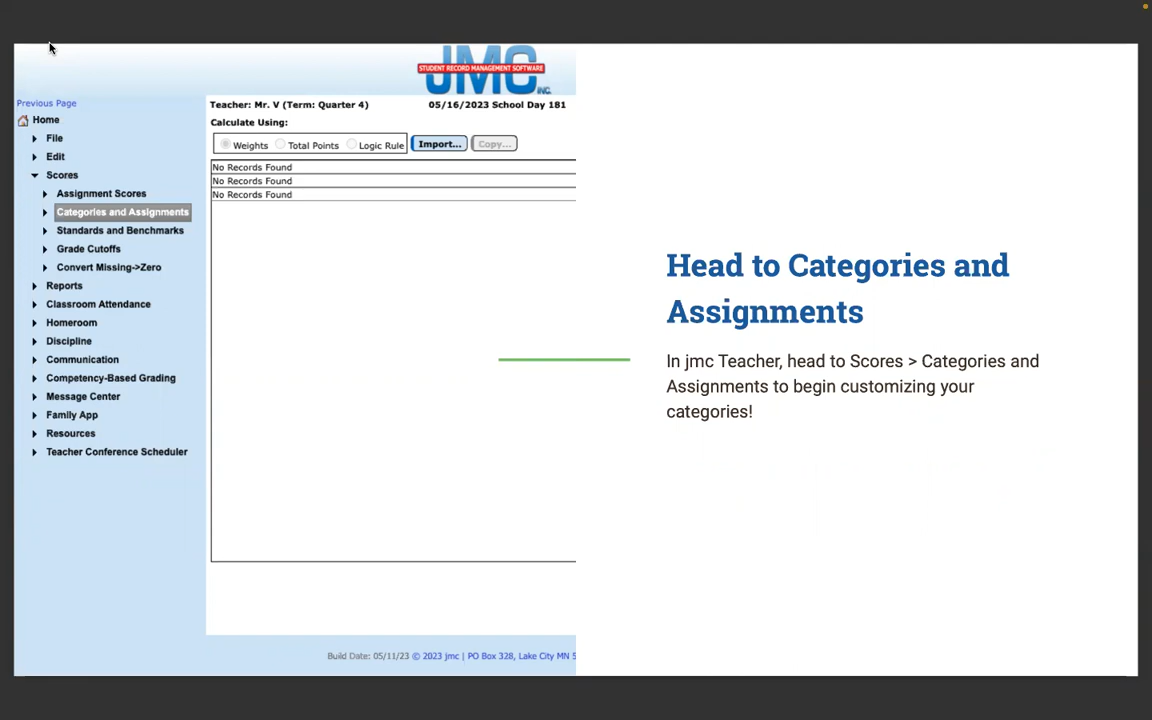 JMC
STUDENT RECORD MANAGEMENT SOFTWARE
INC.
Previous Page
Home
File
Edit
Scores
Assignment Scores
Categories and Assignments
Standards and Benchmarks
Grade Cutoffs
Convert Missing->Zero
Reports
Classroom Attendance
Homeroom
Discipline
Communication
Competency-Based Grading
Message Center
Family App
Resources
Teacher Conference Scheduler
Teacher: Mr. V (Term: Quarter 4) 05/16/2023 School Day 181
Calculate Using:
Weights Total Points Logic Rule Import... Copy...
No Records Found
No Records Found
No Records Found
Build Date: 05/11/23 © 2023 jmc | PO Box 328, Lake City MN
Head to Categories and
Assignments
In jmc Teacher, head to Scores > Categories and
Assignments to begin customizing your
categories!